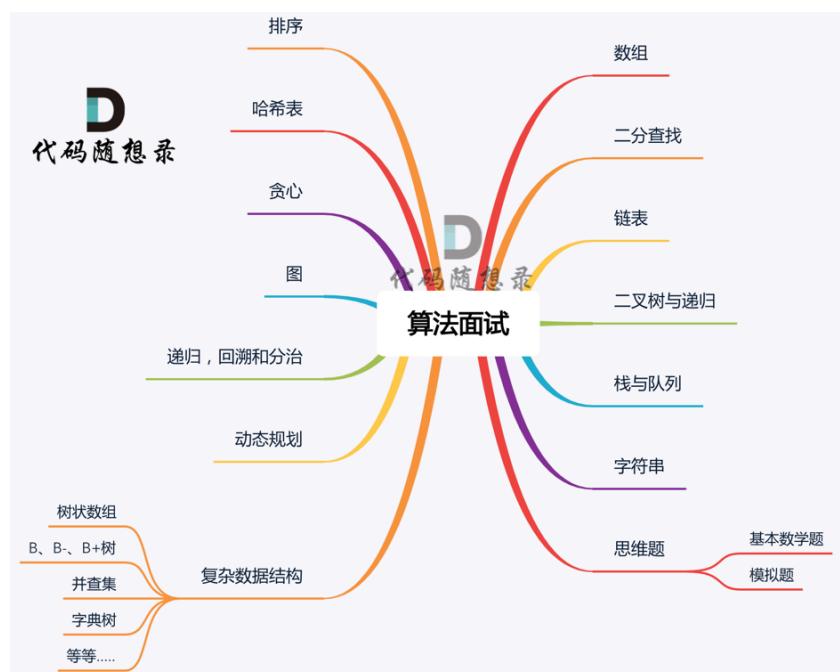 排序
哈希表
贪心
图
递归，回溯和分治
动态规划
复杂数据结构
树状数组
B、B-、B+树
并查集
字典树
等等.....
代码随想录
代码随想录
算法面试
数组
二分查找
链表
二叉树与递归
栈与队列
字符串
思维题
基本数学题
模拟题